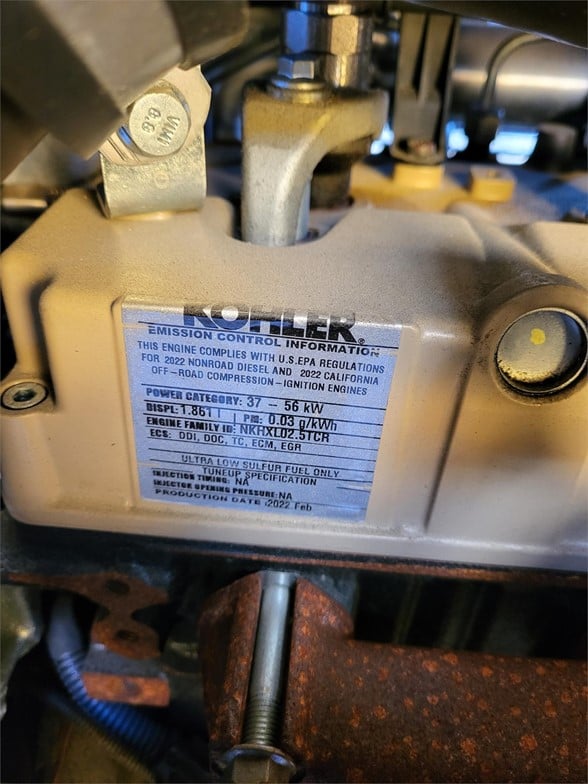 VINI
8.8
KOHLER®
EMISSION CONTROL INFORMATION
THIS ENGINE COMPLIES WITH U.S.EPA REGULATIONS
FOR 2022 NONROAD DIESEL AND 2022 CALIFORNIA
OFF-ROAD COMPRESSION-IGNITION ENGINES
POWER CATEGORY: 37 - 56 kW
DISPL: 1.861 l | PM: 0.03 g/kWh
ENGINE FAMILY ID: NKHXL02.5TCR
ECS: DDI, DOC, TC, ECM, EGR
ULTRA LOW SULFUR FUEL ONLY
TUNEUP SPECIFICATION
INJECTION TIMING: NA
INJECTOR OPENING PRESSURE:NA
PRODUCTION DATE :2022 Feb